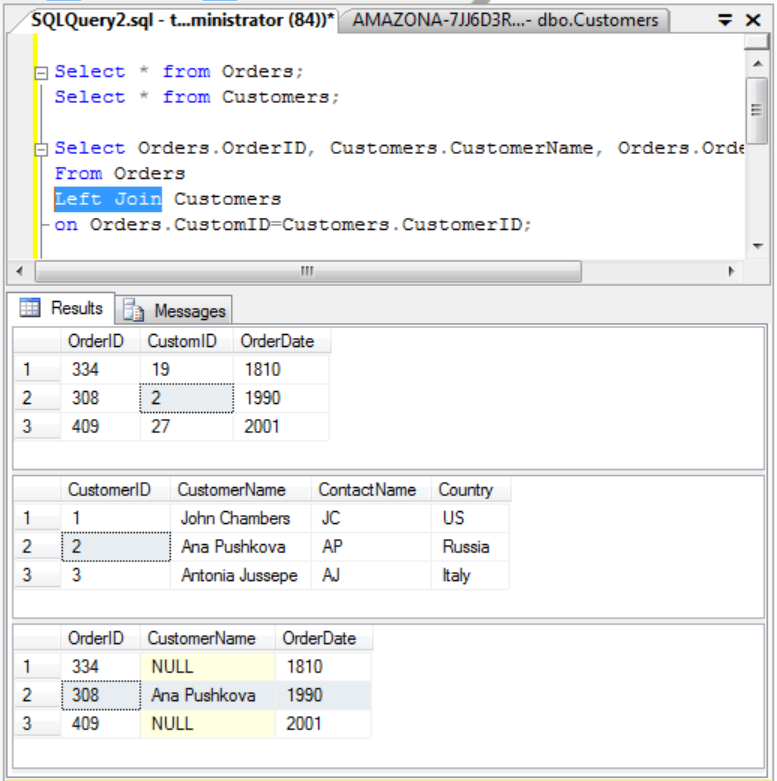 SQLQuery2.sql - t...ministrator (84))* AMAZONA-7JJ6D3R...- dbo.Customers
Select * from Orders;
Select * from Customers;
Select Orders.OrderID, Customers.CustomerName, Orders.Orde
From Orders
Left Join Customers
on Orders.CustomID=Customers.CustomerID;
Results Messages
OrderID CustomID OrderDate
1 334 19 1810
2 308 2 1990
3 409 27 2001
CustomerID CustomerName ContactName Country
1 1 John Chambers JC US
2 2 Ana Pushkova AP Russia
3 3 Antonia Jussepe AJ Italy
OrderID CustomerName OrderDate
1 334 NULL 1810
2 308 Ana Pushkova 1990
3 409 NULL 2001